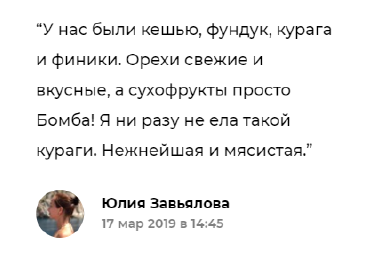 “У нас были кешью, фундук, курага
и финики. Орехи свежие и
вкусные, а сухофрукты просто
Бомба! Я ни разу не ела такой
кураги. Нежнейшая и мясистая.”
Юлия Завьялова
17 мар 2019 в 14:45